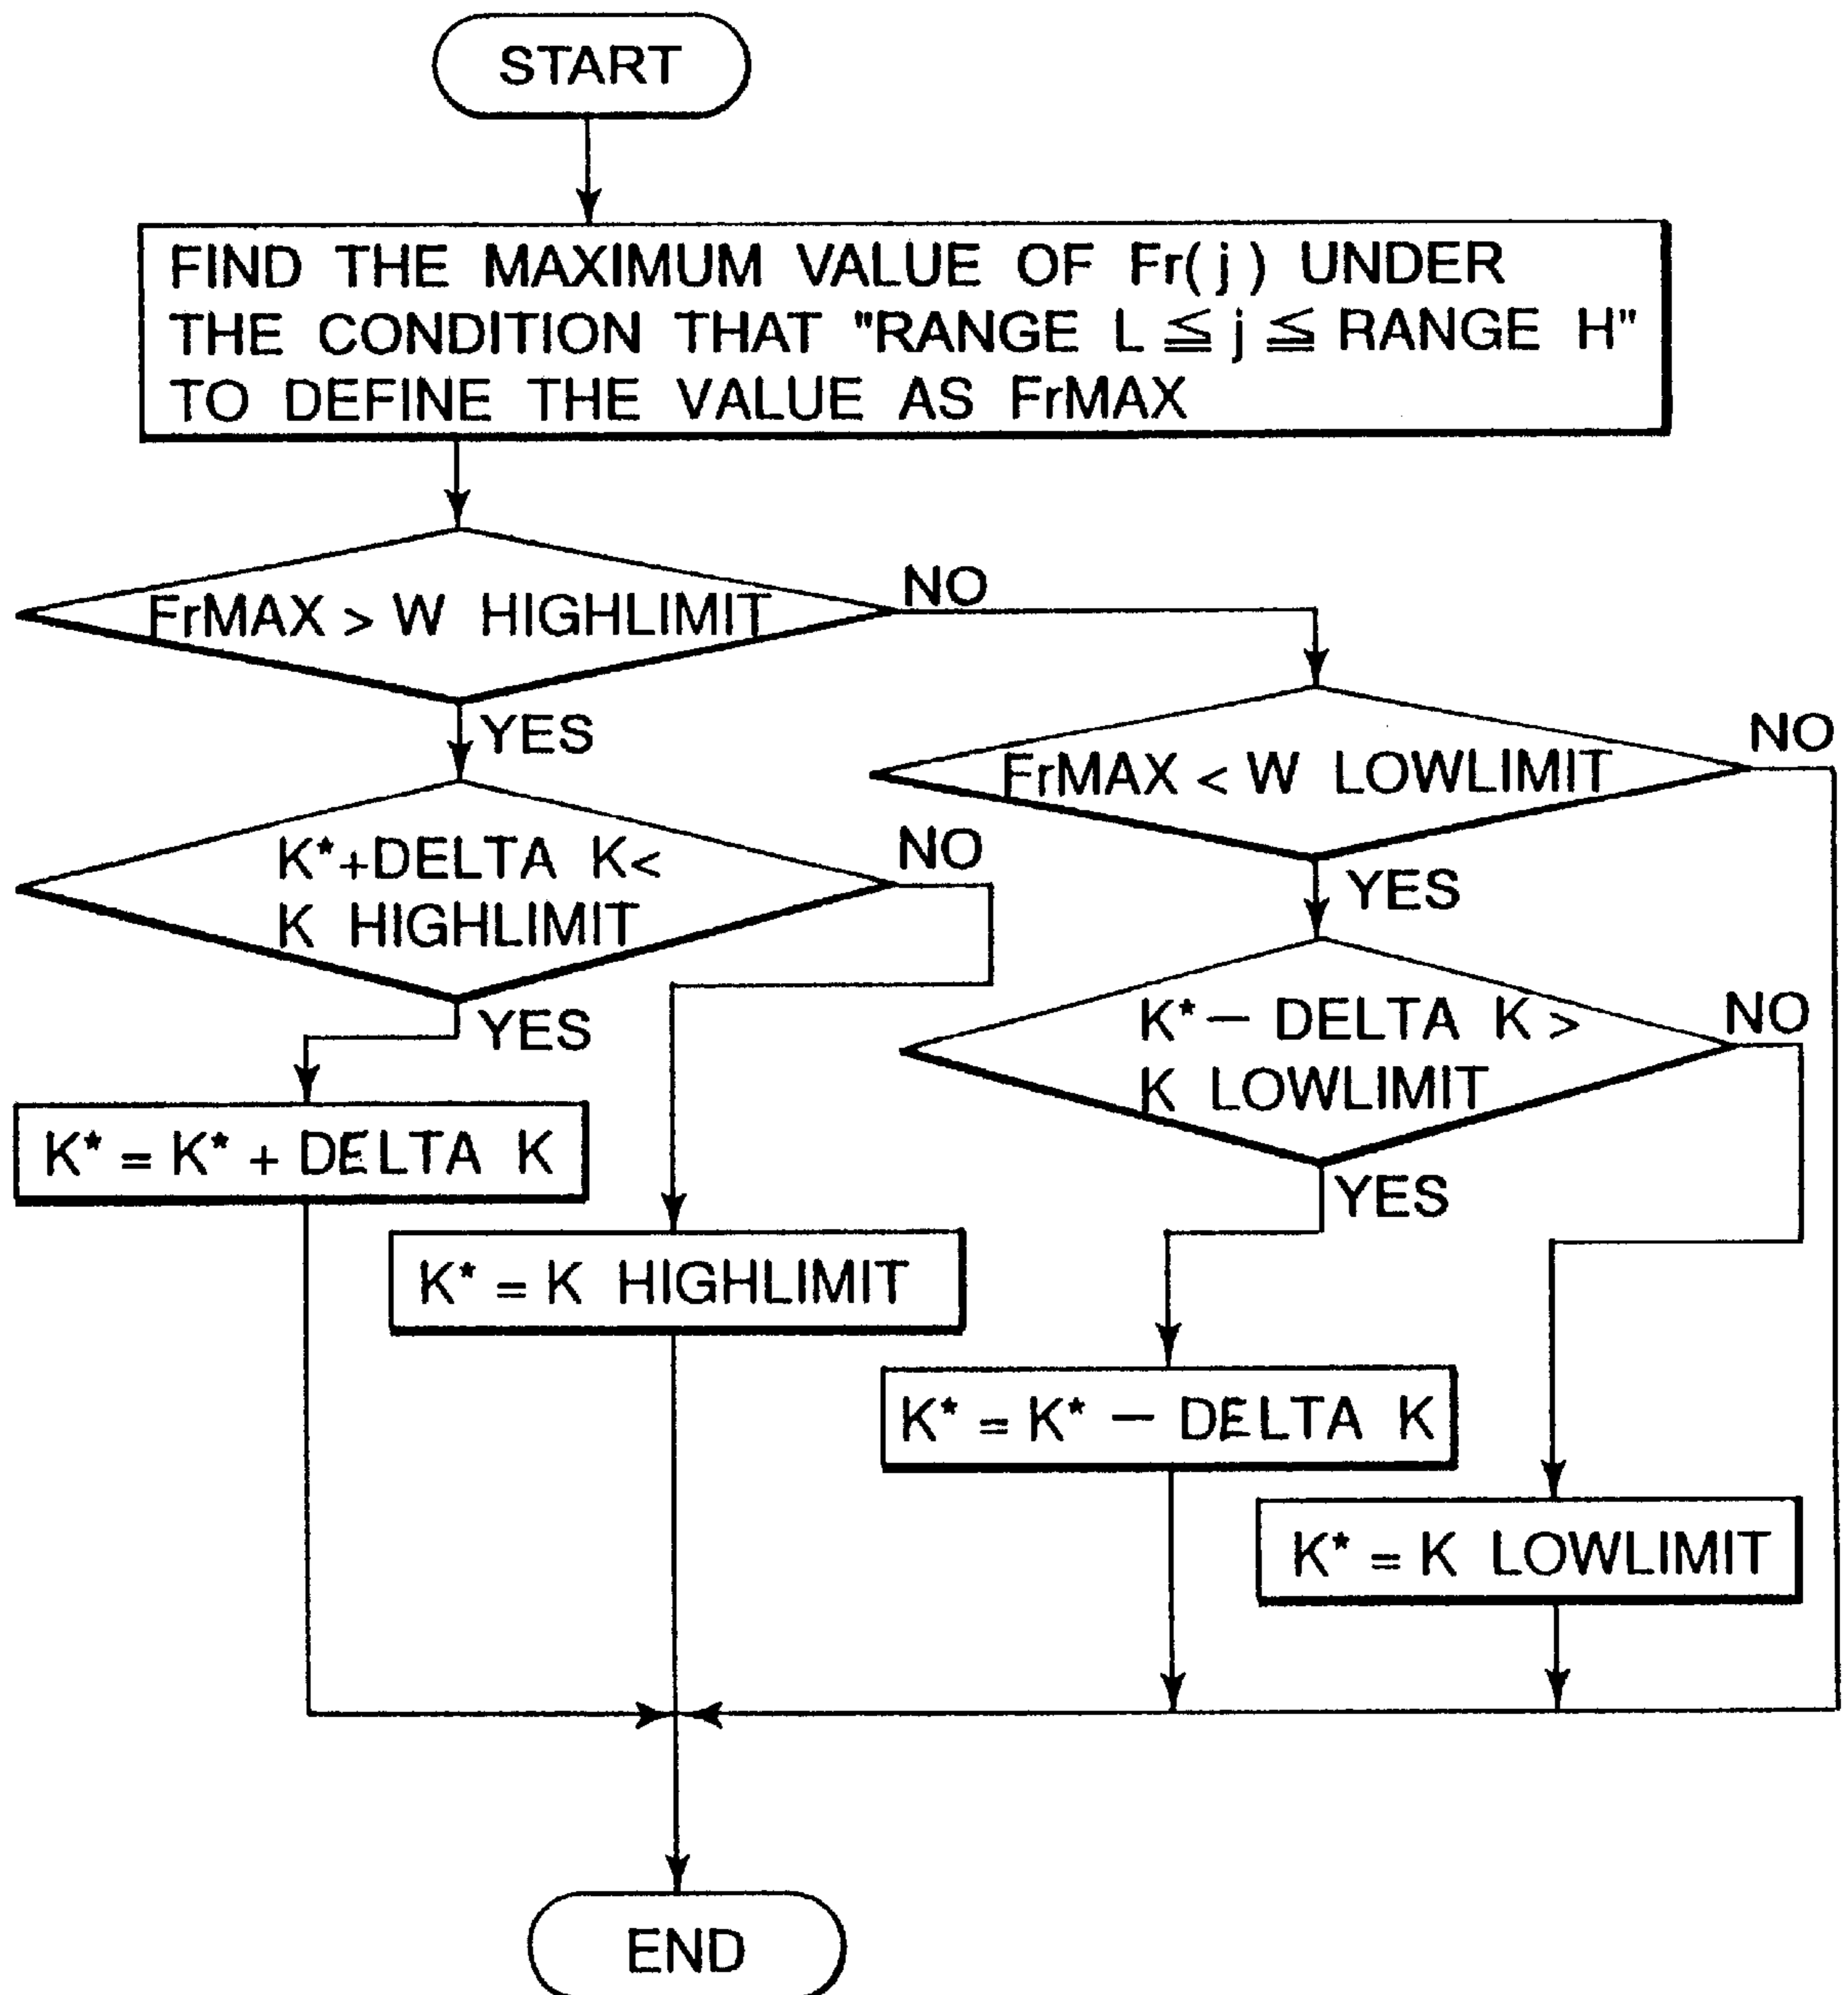 START
FIND THE MAXIMUM VALUE OF Fr(j) UNDER
THE CONDITION THAT "RANGE L ≦ j ≦ RANGE H"
TO DEFINE THE VALUE AS FrMAX
FrMAX > W HIGHLIMIT
NO
YES
FrMAX < W LOWLIMIT
NO
YES
K*+DELTA K<
K HIGHLIMIT
NO
YES
K*− DELTA K >
K LOWLIMIT
NO
YES
K* = K* + DELTA K
K* = K HIGHLIMIT
K* = K* − DELTA K
K* = K LOWLIMIT
END